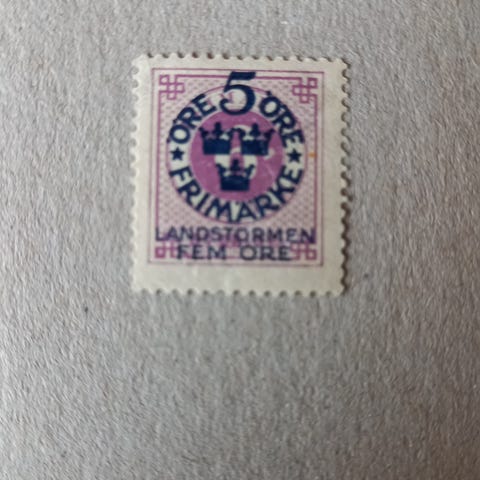 ÖRE 5 ÖRE
FRIMÄRKE
LANDSTORMEN
FEM ÖRE